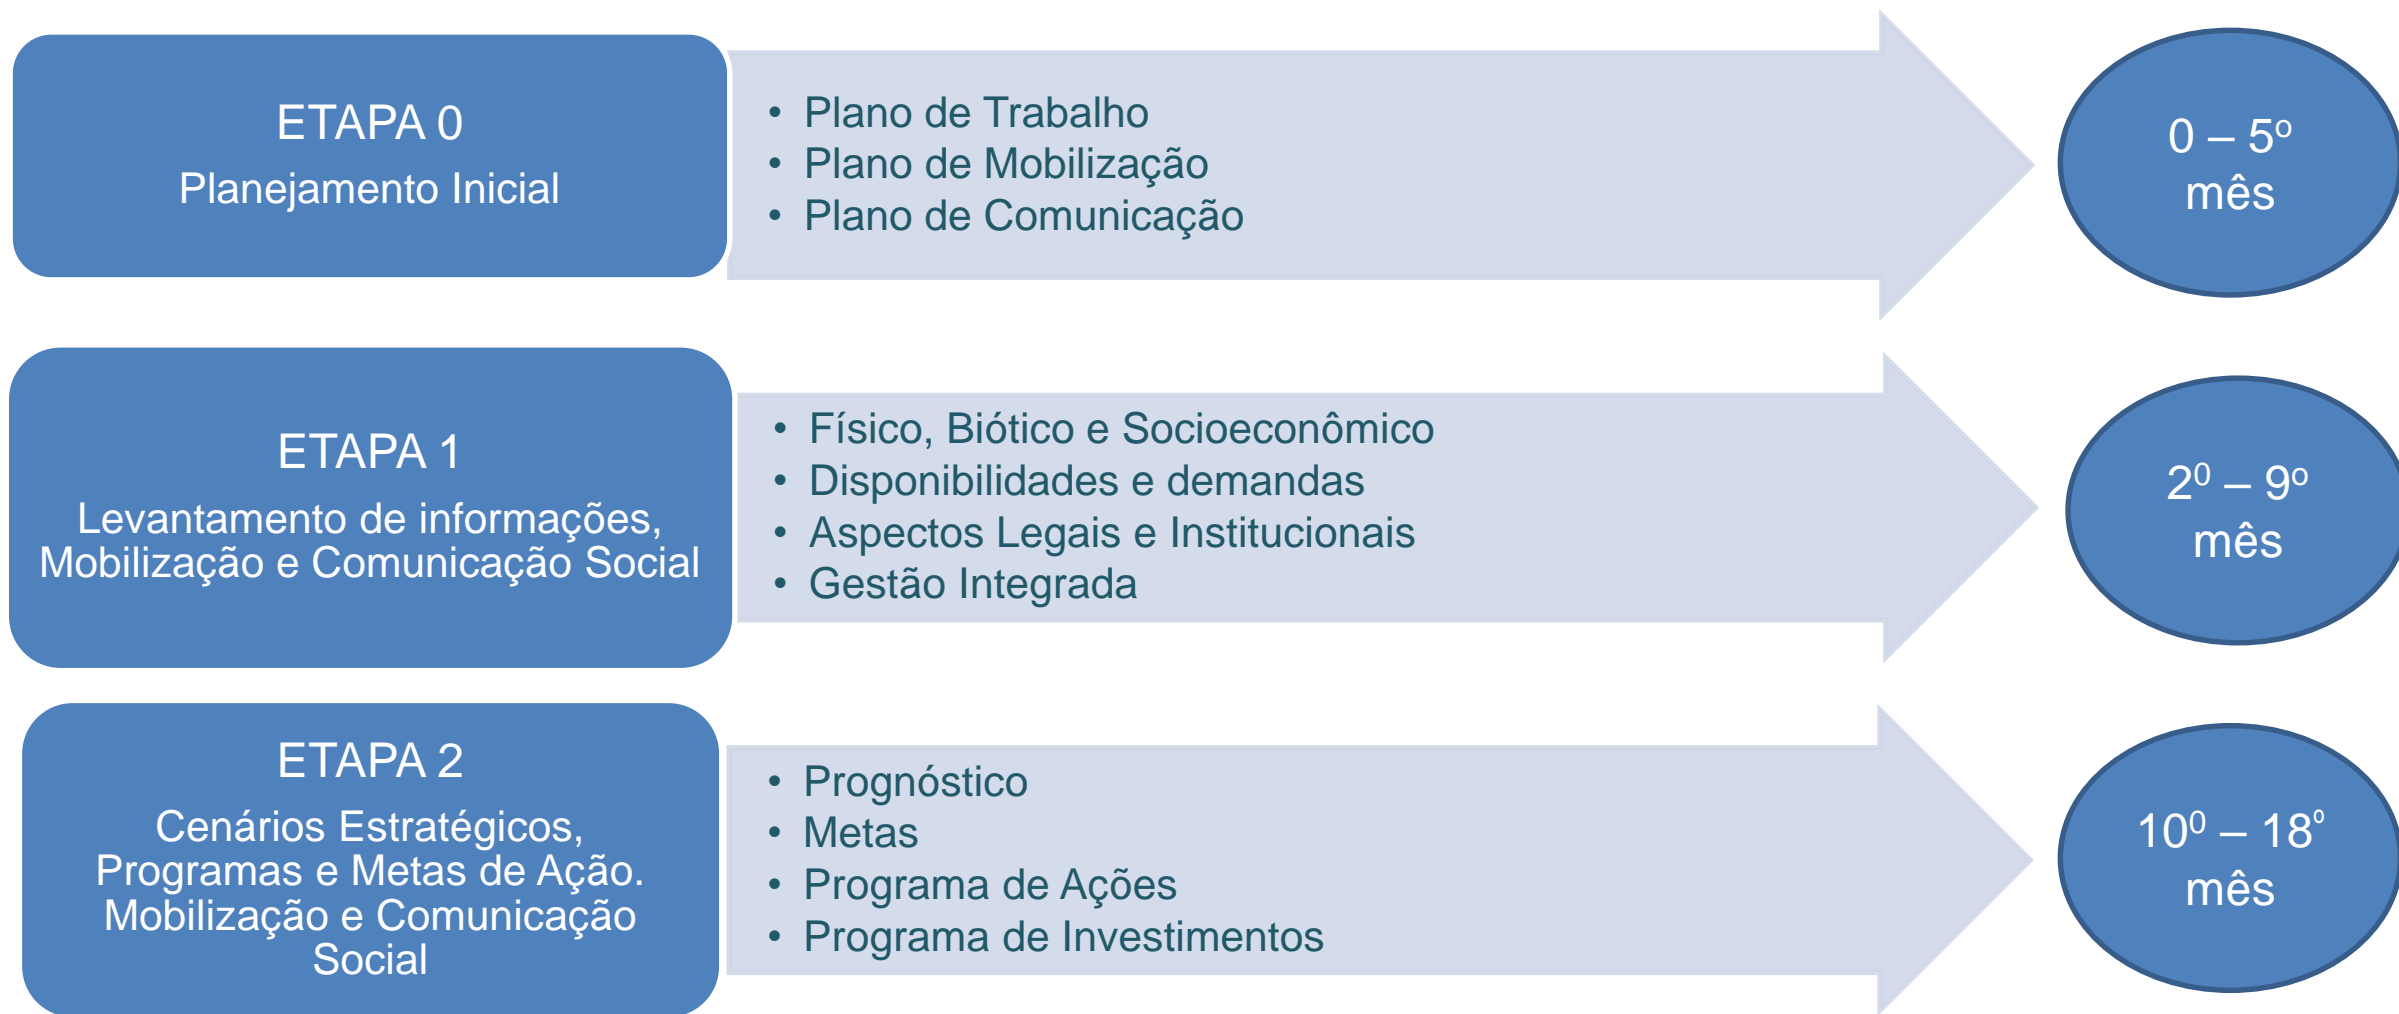 ETAPA 0
Planejamento Inicial
• Plano de Trabalho
• Plano de Mobilização
• Plano de Comunicação
0 – 5º
mês
ETAPA 1
Levantamento de informações,
Mobilização e Comunicação Social
• Físico, Biótico e Socioeconômico
• Disponibilidades e demandas
• Aspectos Legais e Institucionais
• Gestão Integrada
2⁰ – 9º
mês
ETAPA 2
Cenários Estratégicos,
Programas e Metas de Ação.
Mobilização e Comunicação
Social
• Prognóstico
• Metas
• Programa de Ações
• Programa de Investimentos
10⁰ – 18º
mês